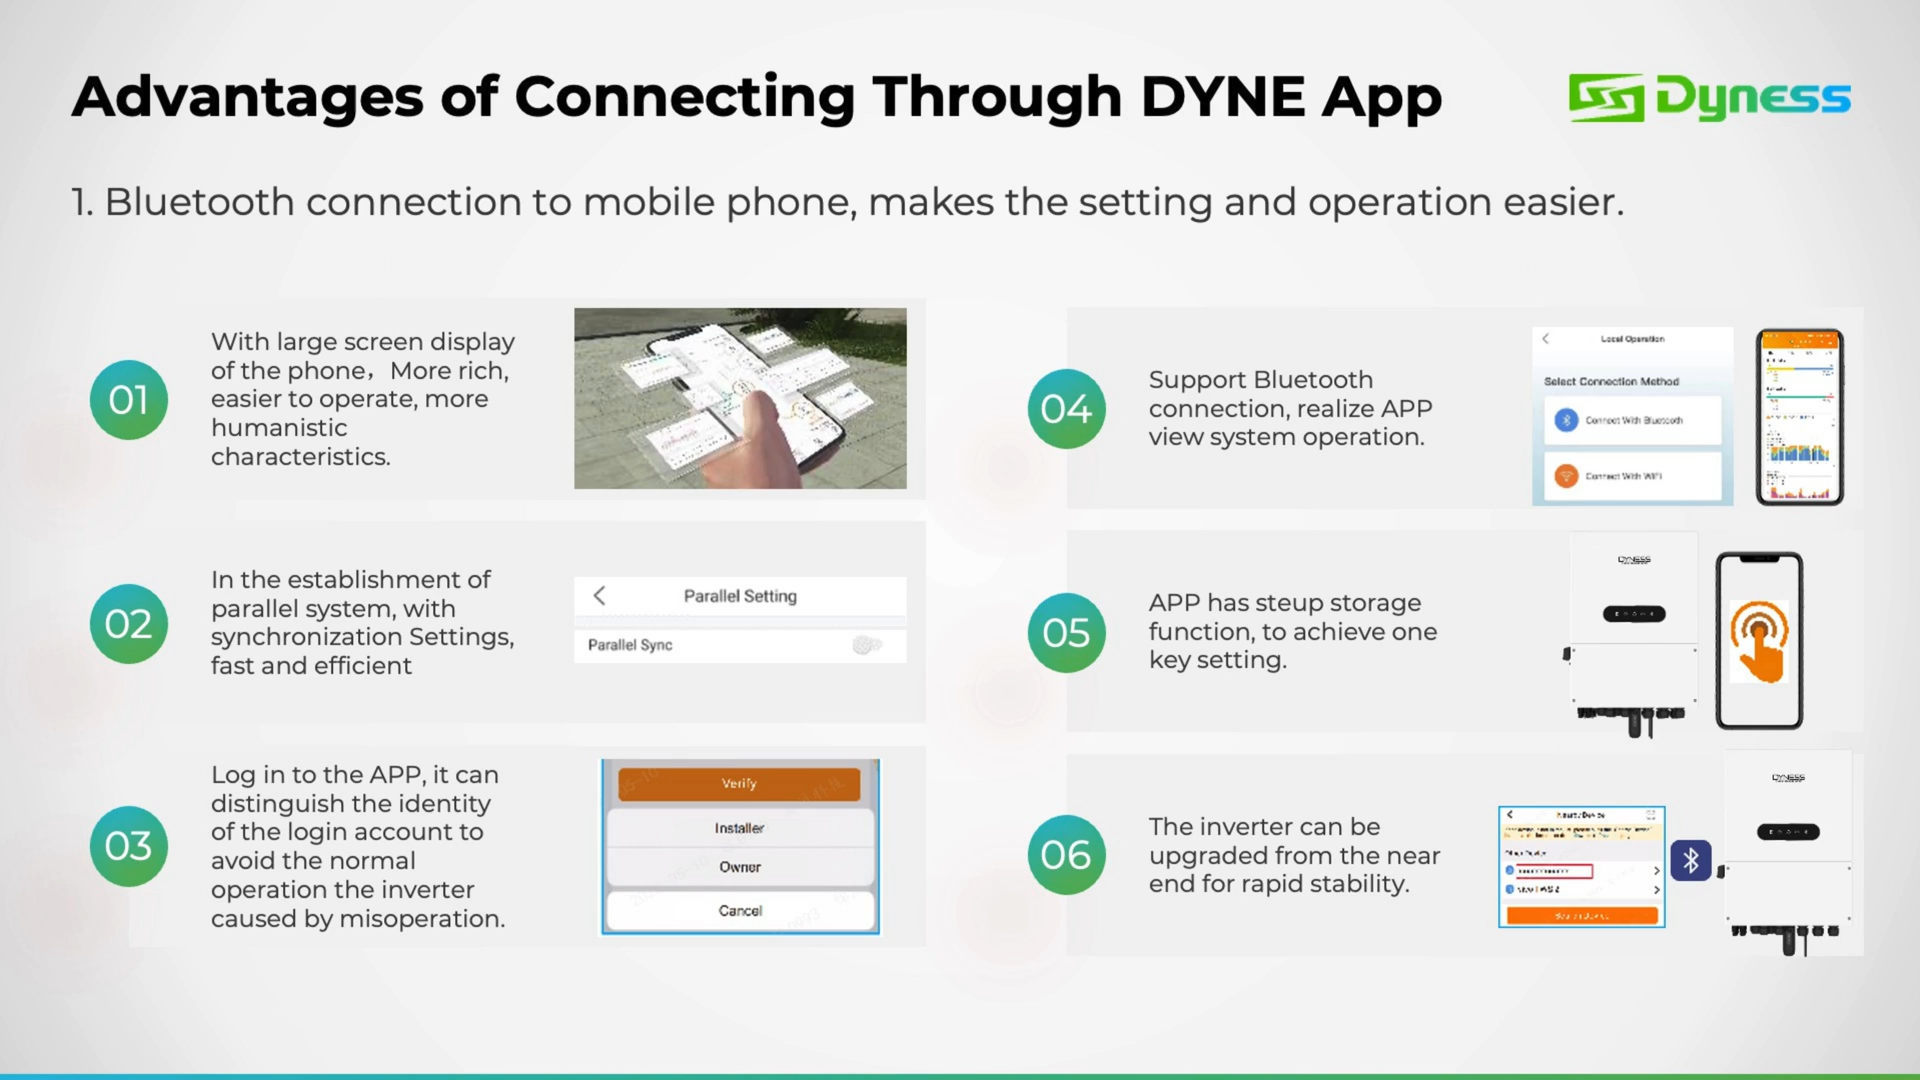 Advantages of Connecting Through DYNE App
Dyness
1. Bluetooth connection to mobile phone, makes the setting and operation easier.
01
With large screen display
of the phone，More rich,
easier to operate, more
humanistic
characteristics.
02
In the establishment of
parallel system, with
synchronization Settings,
fast and efficient
Parallel Setting
Parallel Sync
03
Log in to the APP, it can
distinguish the identity
of the login account to
avoid the normal
operation the inverter
caused by misoperation.
Verify
Installer
Owner
Cancel
04
Support Bluetooth
connection, realize APP
view system operation.
Local Operation
Select Connection Method
Connect With Bluetooth
Connect With WIFI
05
APP has steup storage
function, to achieve one
key setting.
DYNESS
06
The inverter can be
upgraded from the near
end for rapid stability.
Nearby Device
DYNESS